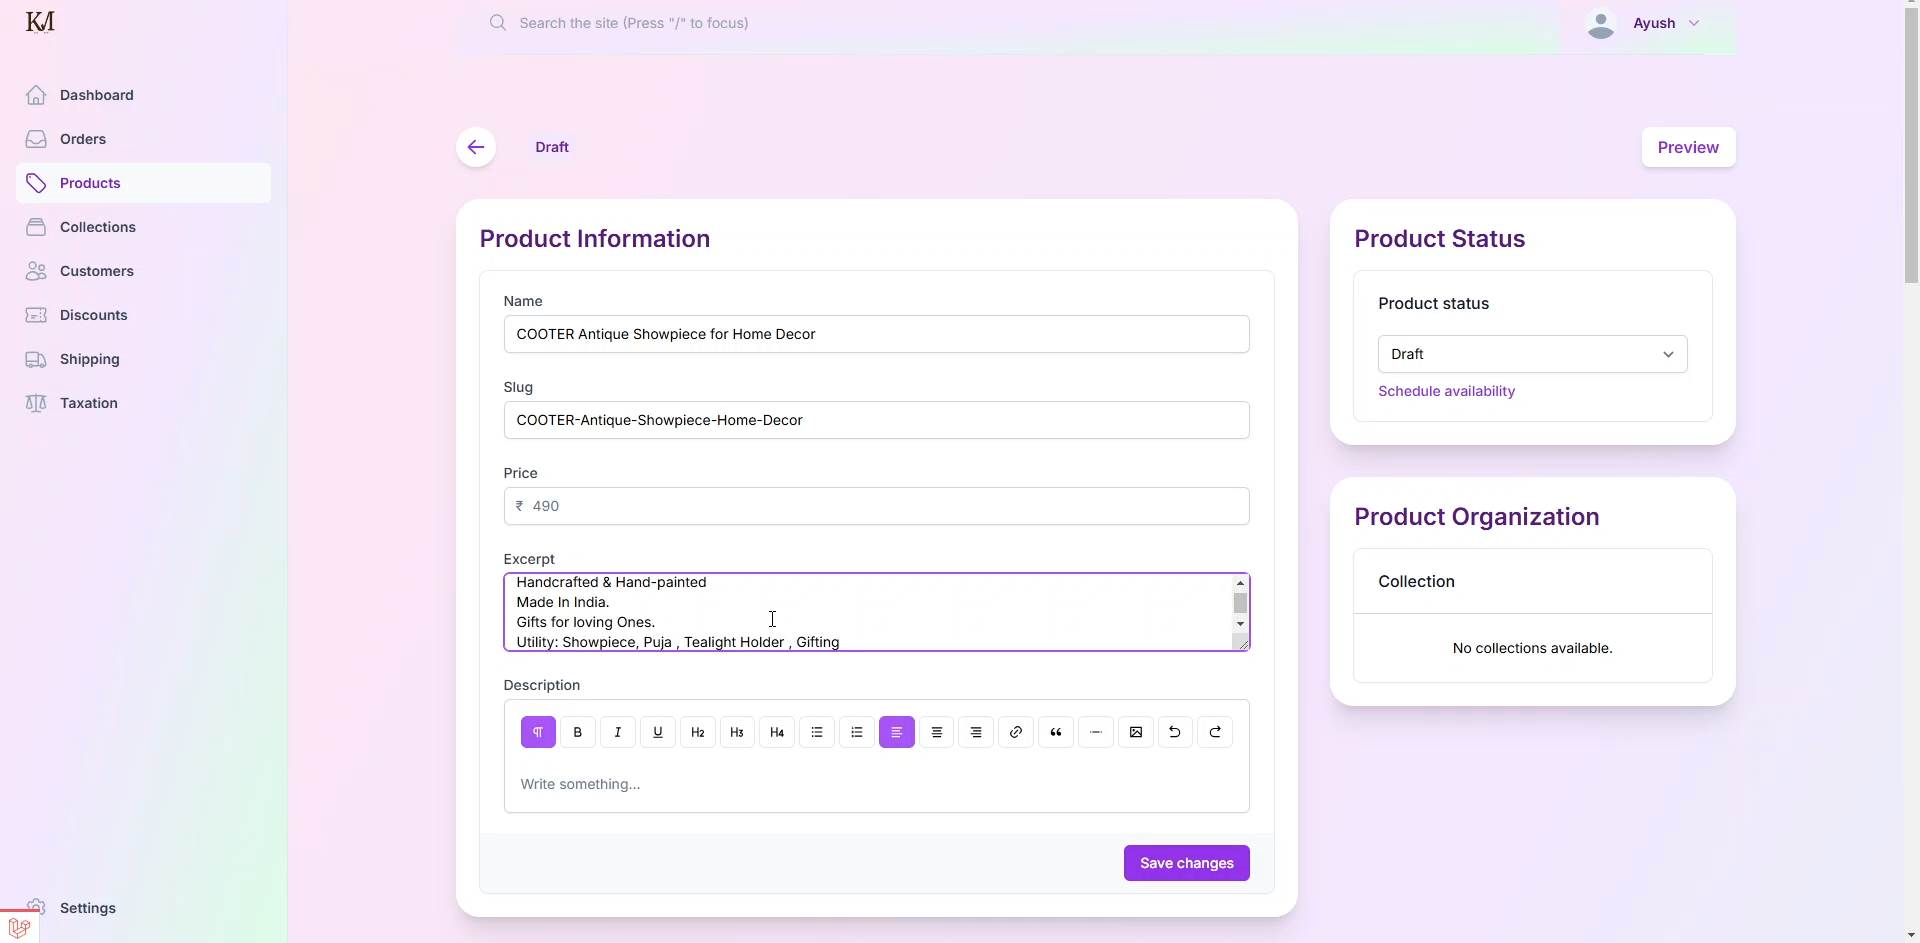 KM
Search the site (Press "/" to focus)
Ayush
Dashboard
Orders
Products
Collections
Customers
Discounts
Shipping
Taxation
Settings
Draft
Preview
Product Information
Name
COOTER Antique Showpiece for Home Decor
Slug
COOTER-Antique-Showpiece-Home-Decor
Price
₹ 490
Excerpt
Handcrafted & Hand-painted
Made In India.
Gifts for loving Ones.
Utility: Showpiece, Puja , Tealight Holder , Gifting
Description
¶ B I U H2 H3 H4
Write something...
Save changes
Product Status
Product status
Draft
Schedule availability
Product Organization
Collection
No collections available.